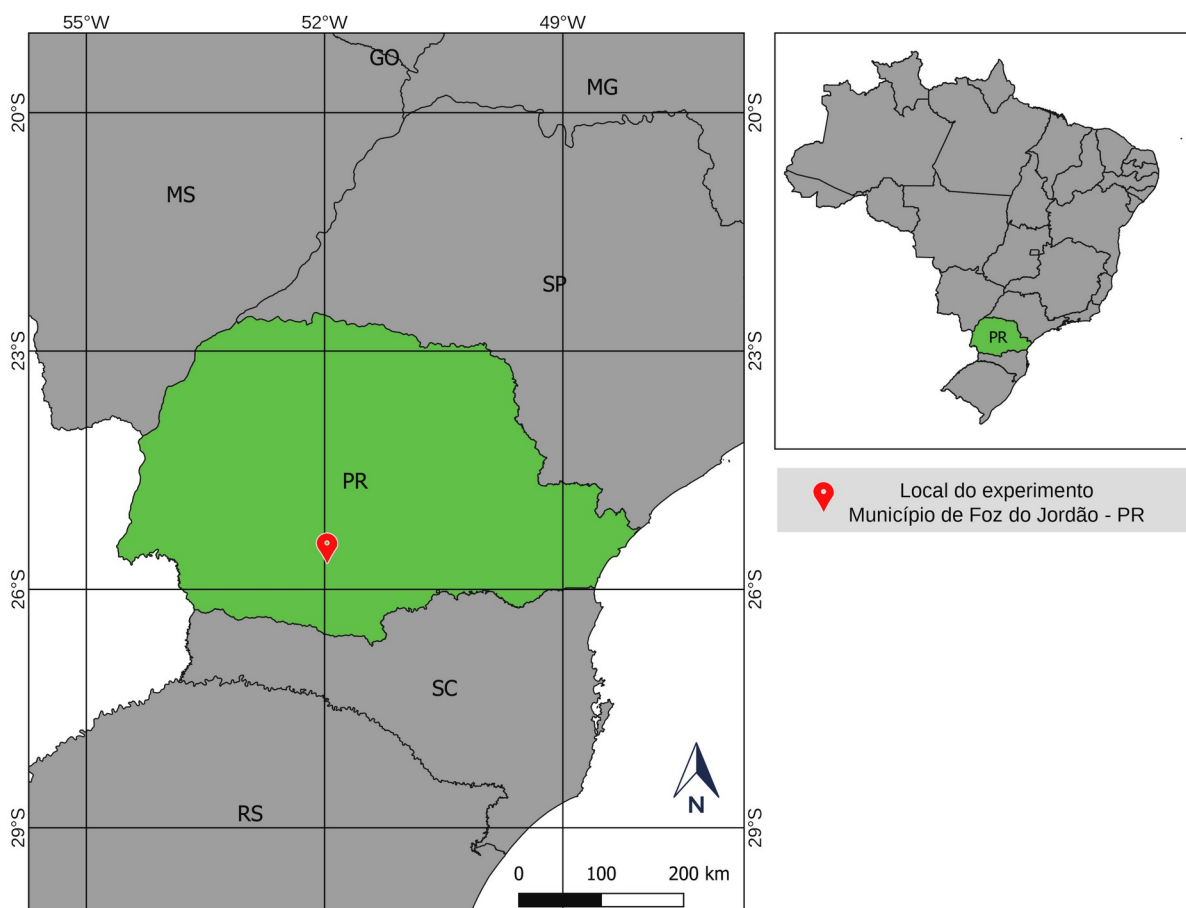 55°W
52°W
49°W
GO
MG
20°S
20°S
MS
SP
23°S
23°S
PR
26°S
26°S
SC
RS
29°S
29°S
N
0
100
200 km
PR
Local do experimento
Município de Foz do Jordão - PR